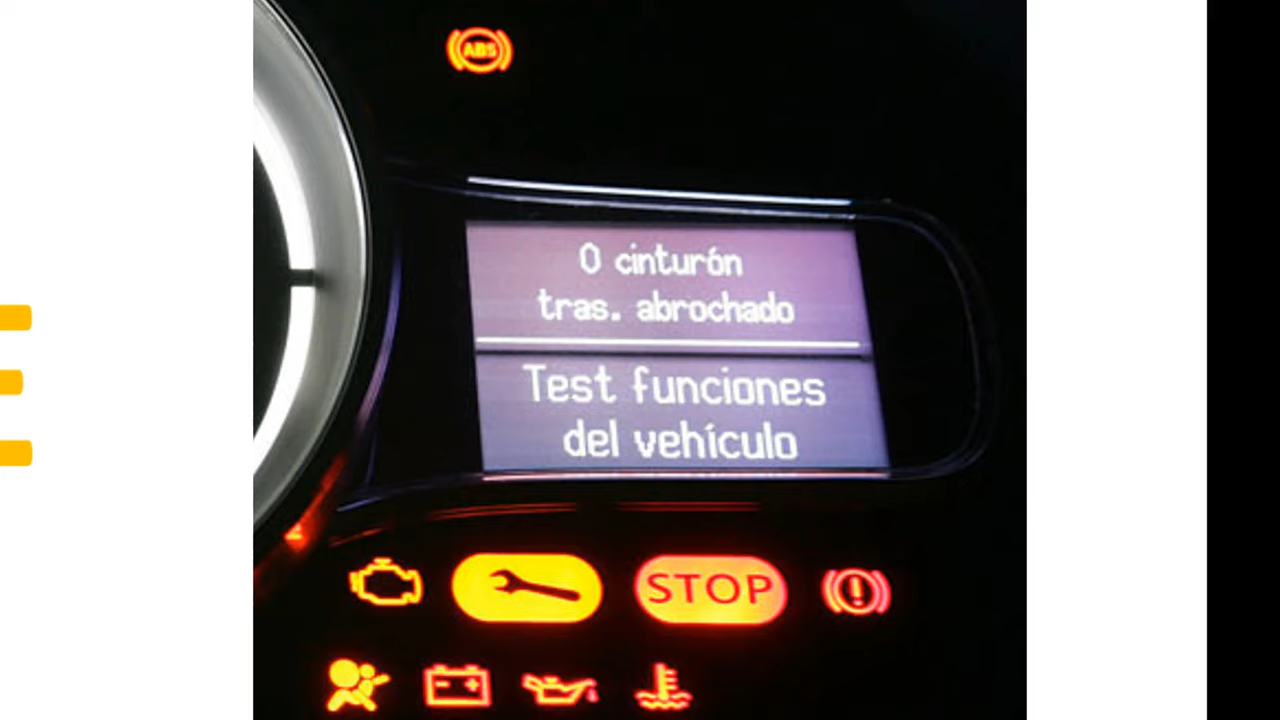 ABS
0 cinturón
tras. abrochado
Test funciones
del vehículo
STOP